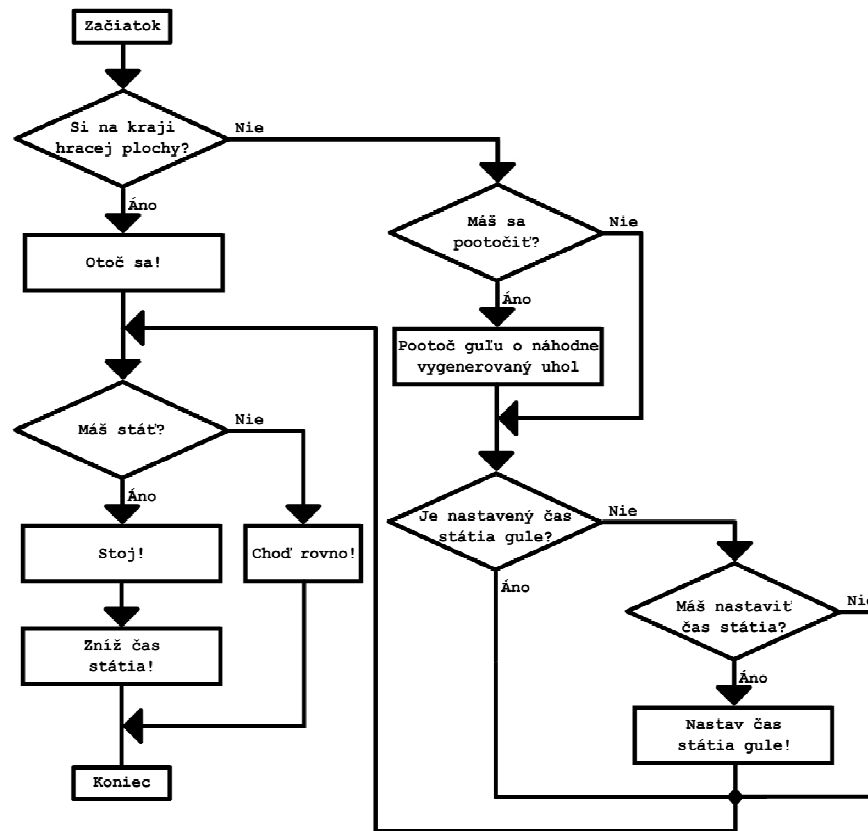 Začiatok
Si na kraji
hracej plochy?
Nie
Áno
Otoč sa!
Máš sa
pootočiť?
Nie
Áno
Pootoč guľu o náhodne
vygenerovaný uhol
Máš stáť?
Nie
Áno
Stoj!
Choď rovno!
Zníž čas
státia!
Koniec
Je nastavený čas
státia gule?
Nie
Áno
Máš nastaviť
čas státia?
Nie
Áno
Nastav čas
státia gule!